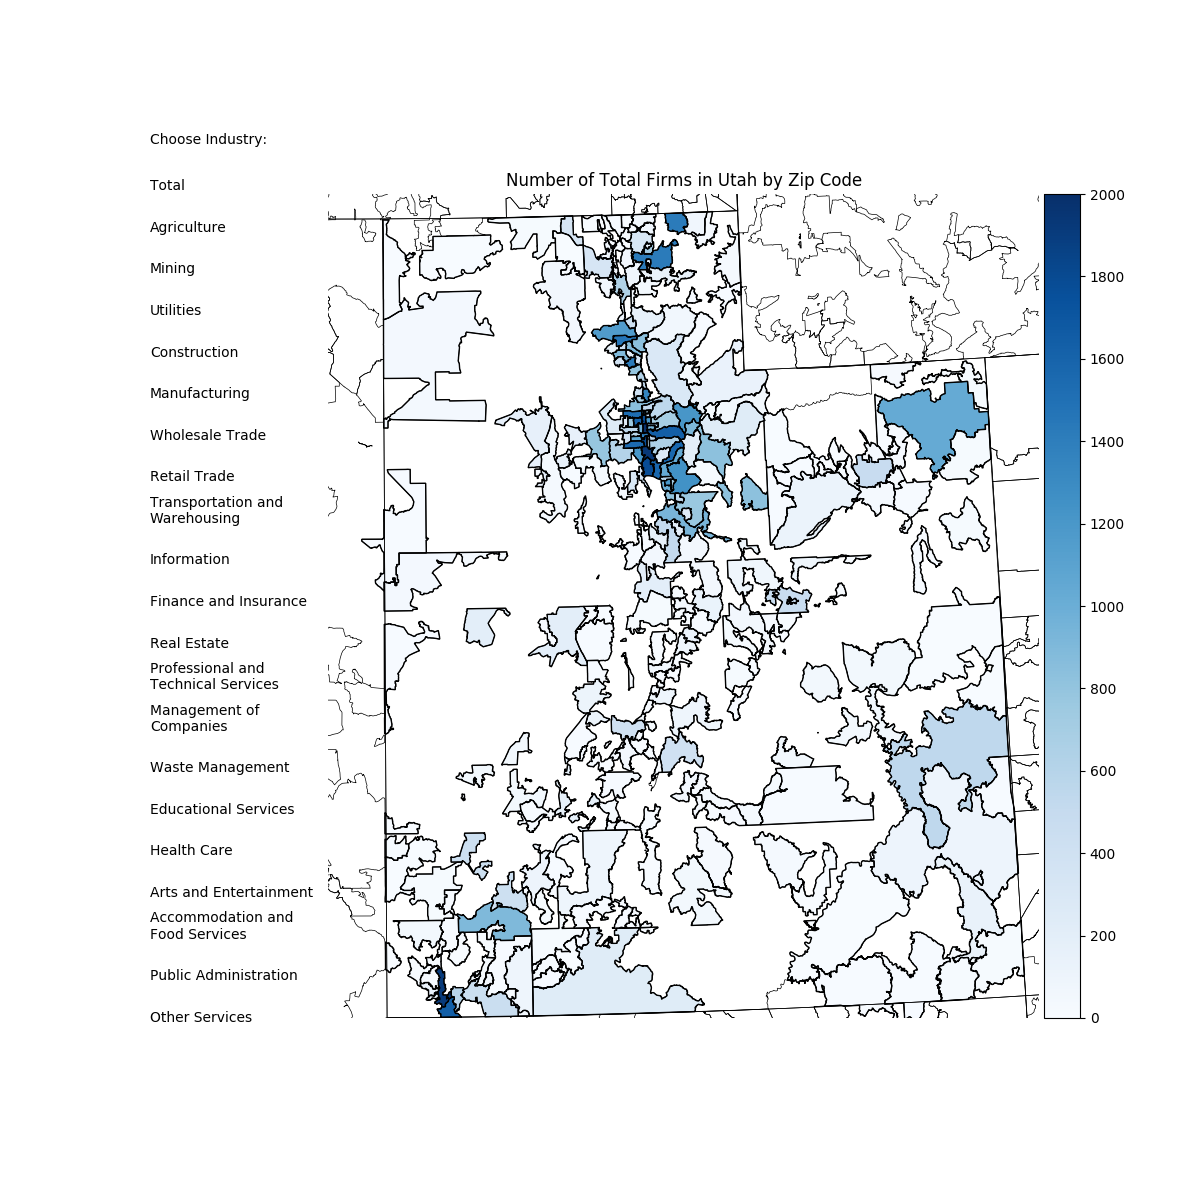 Choose Industry:
Number of Total Firms in Utah by Zip Code
Total
Agriculture
Mining
Utilities
Construction
Manufacturing
Wholesale Trade
Retail Trade
Transportation and
Warehousing
Information
Finance and Insurance
Real Estate
Professional and
Technical Services
Management of
Companies
Waste Management
Educational Services
Health Care
Arts and Entertainment
Accommodation and
Food Services
Public Administration
Other Services
2000
1800
1600
1400
1200
1000
800
600
400
200
0